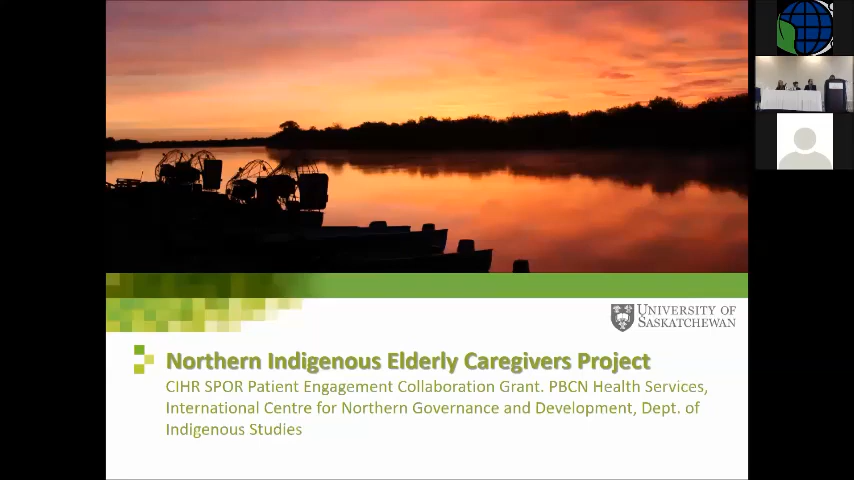 UNIVERSITY OF
SASKATCHEWAN
Northern Indigenous Elderly Caregivers Project
CIHR SPOR Patient Engagement Collaboration Grant. PBCN Health Services,
International Centre for Northern Governance and Development, Dept. of
Indigenous Studies